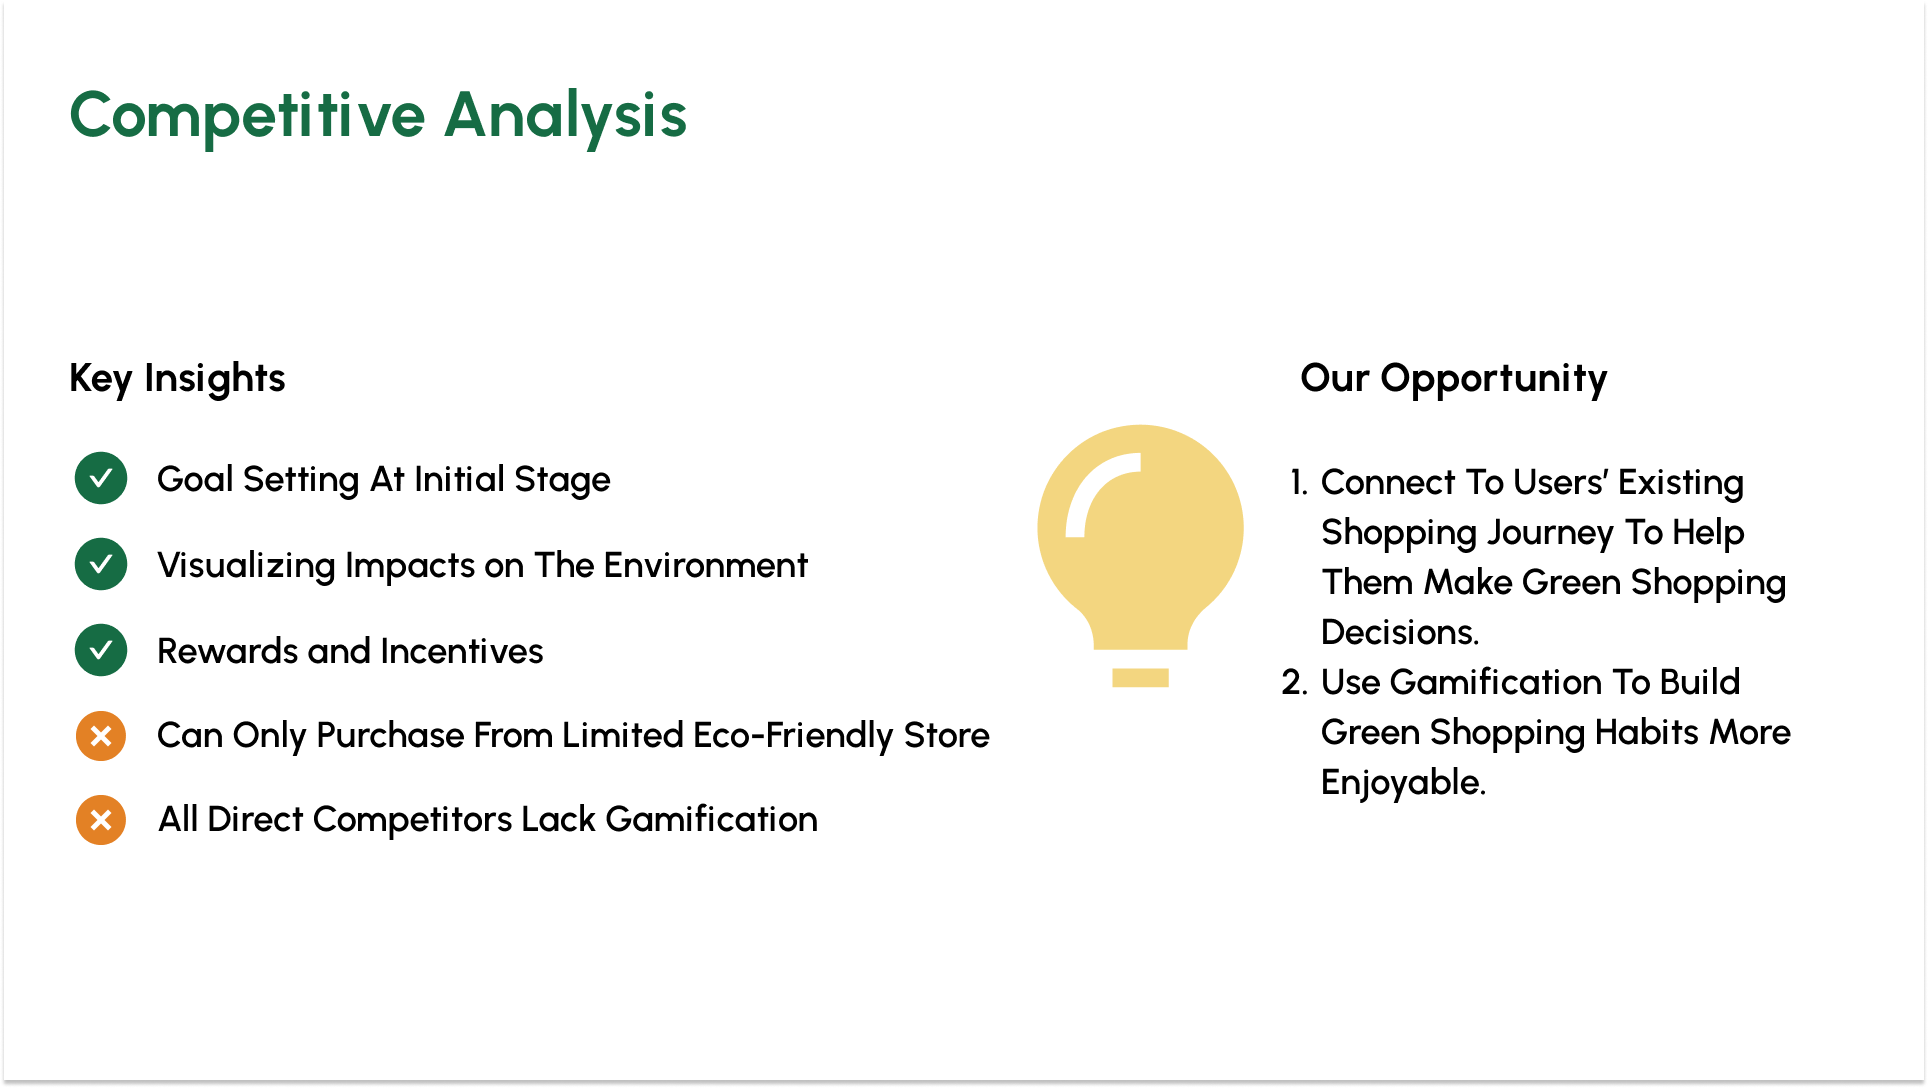 Competitive Analysis
Key Insights
Goal Setting At Initial Stage
Visualizing Impacts on The Environment
Rewards and Incentives
Can Only Purchase From Limited Eco-Friendly Store
All Direct Competitors Lack Gamification
Our Opportunity
1. Connect To Users’ Existing
Shopping Journey To Help
Them Make Green Shopping
Decisions.
2. Use Gamification To Build
Green Shopping Habits More
Enjoyable.